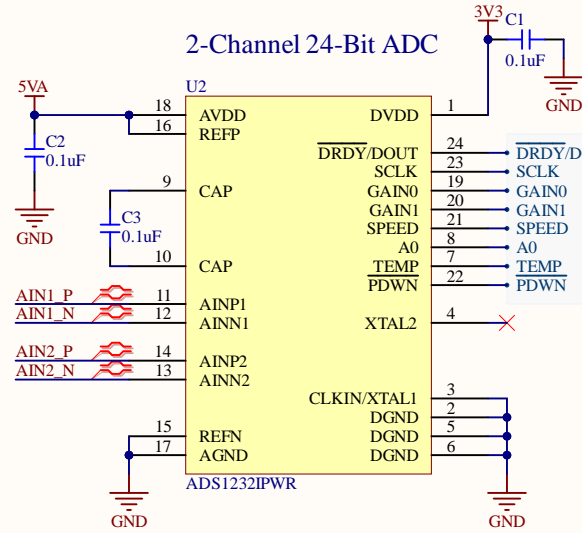 2-Channel 24-Bit ADC
3V3
C1
0.1uF
GND
U2
5VA
C2
0.1uF
GND
18 AVDD
16 REFP
9 CAP
C3
0.1uF
10 CAP
AIN1_P 11 AINP1
AIN1_N 12 AINN1
AIN2_P 14 AINP2
AIN2_N 13 AINN2
15 REFN
17 AGND
GND
DVDD 1
DRDY/DOUT 24 DRDY/D
SCLK 23 SCLK
GAIN0 19 GAIN0
GAIN1 20 GAIN1
SPEED 21 SPEED
A0 8 A0
TEMP 7 TEMP
PDWN 22 PDWN
XTAL2 4
CLKIN/XTAL1 3
DGND 2
DGND 5
DGND 6
GND
ADS1232IPWR